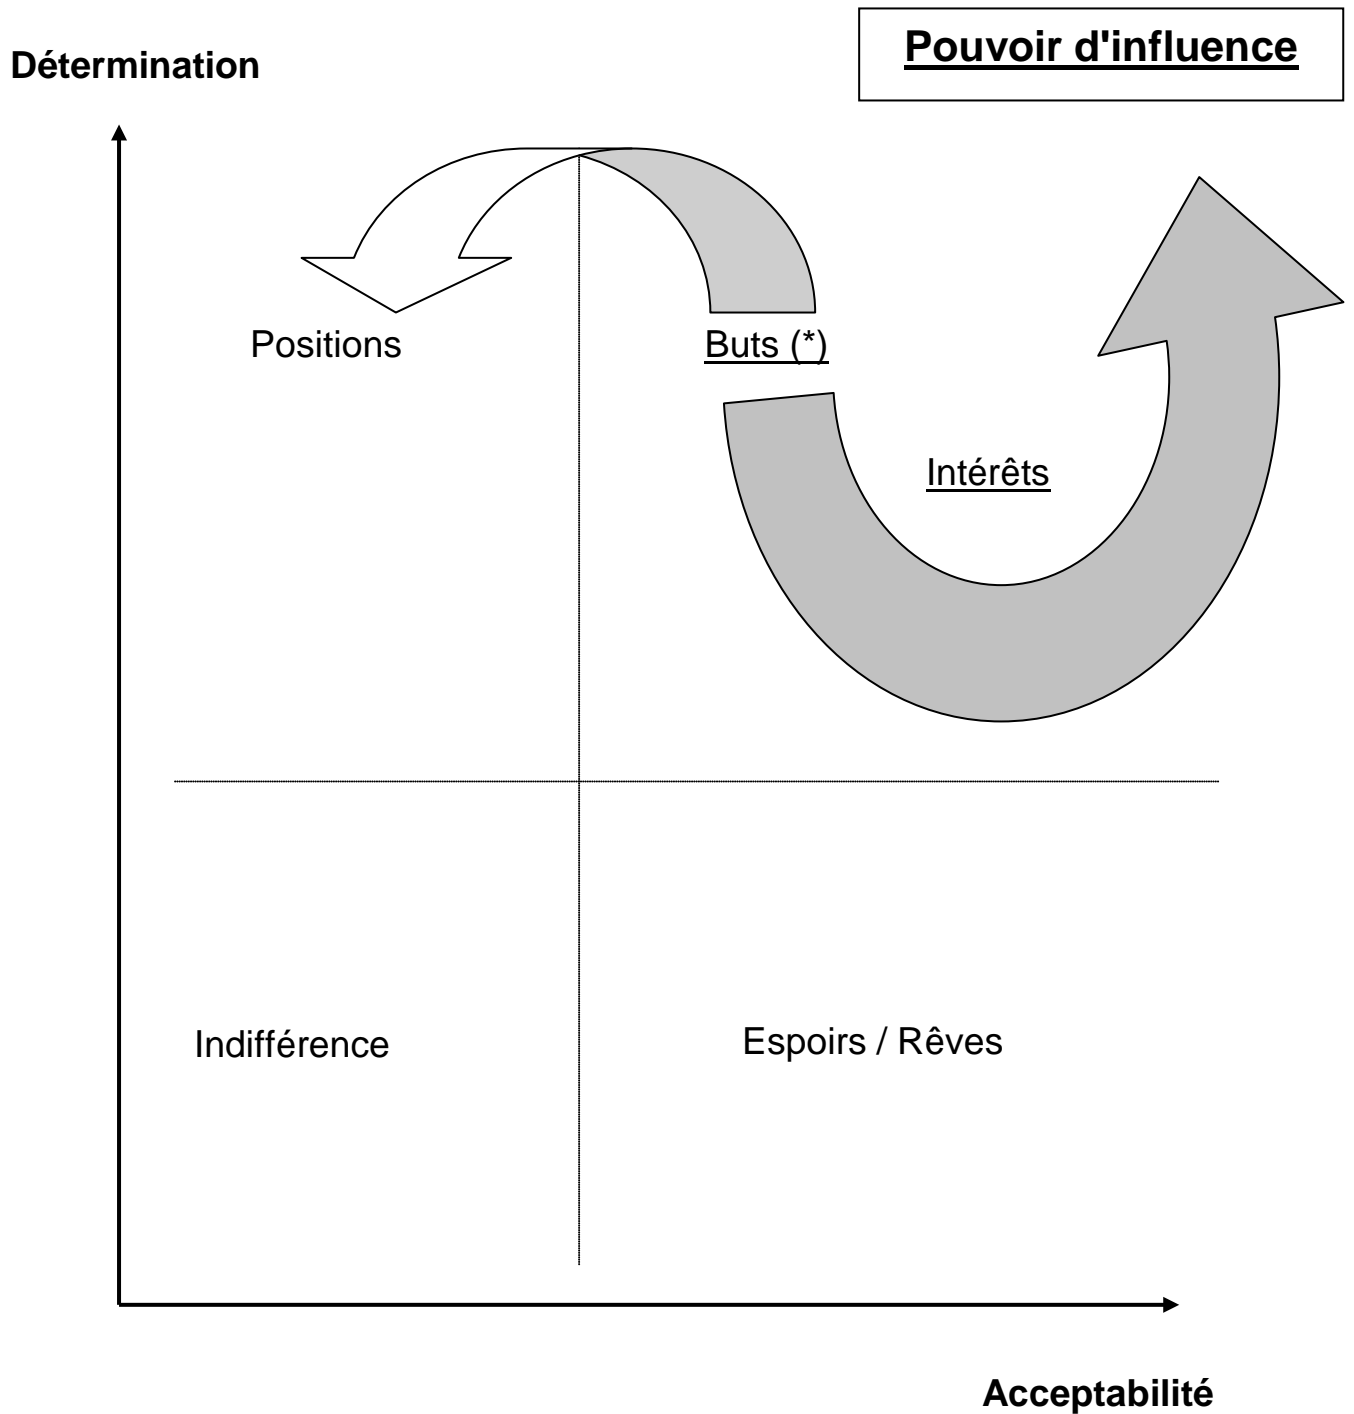 Pouvoir d'influence
Détermination
Positions
Buts (*)
Intérêts
Indifférence
Espoirs / Rêves
Acceptabilité